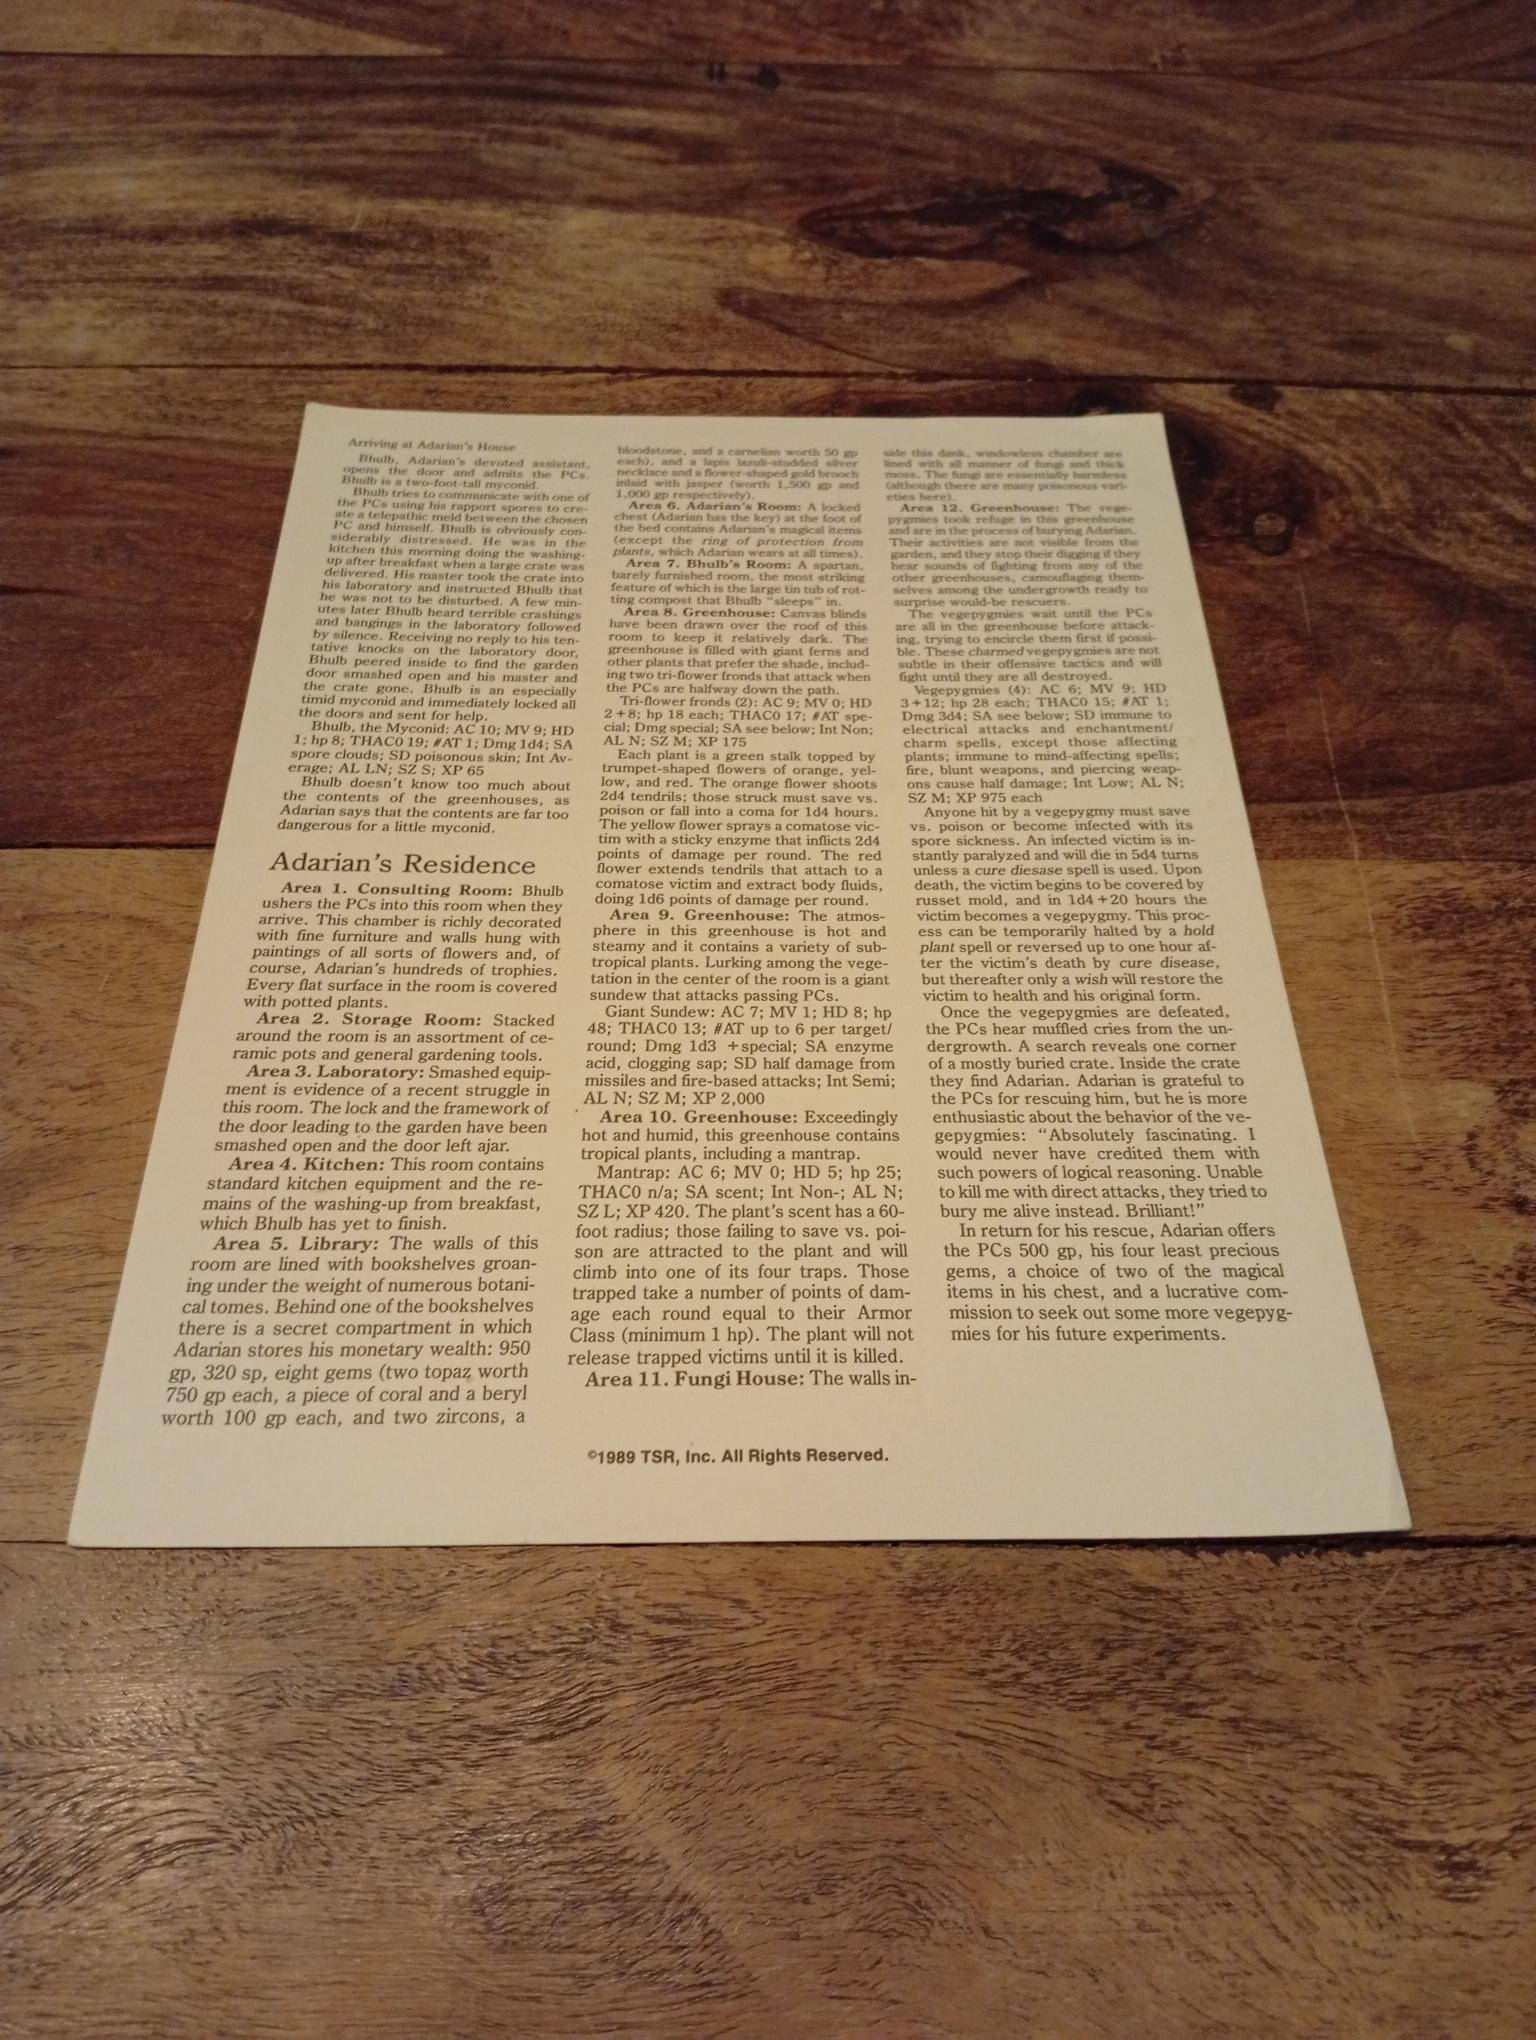 Arriving at Adarian's House
Bhulb, Adarian's devoted assistant,
opens the door and admits the PCs.
Bhulb is a two-foot-tall myconid.
Bhulb tries to communicate with one of
the PCs using his rapport spores to cre-
ate a telepathic meld between the chosen
PC and himself. Bhulb is obviously con-
siderably distressed. He was in the
kitchen this morning doing the washing-
up after breakfast when a large crate was
delivered. His master took the crate into
his laboratory and instructed Bhulb that
he was not to be disturbed. A few min-
utes later Bhulb heard terrible crashings
and bangings in the laboratory followed
by silence. Receiving no reply to his ten-
tative knocks on the laboratory door,
Bhulb peered inside to find the garden
door smashed open and his master and
the crate gone. Bhulb is an especially
timid myconid and immediately locked all
the doors and sent for help.
Bhulb, the Myconid: AC 10; MV 9; HD
1; hp 8; THAC0 19; #AT 1; Dmg 1d4; SA
spore clouds; SD poisonous skin; Int Av-
erage; AL LN; SZ S; XP 65
Bhulb doesn't know too much about
the contents of the greenhouses, as
Adarian says that the contents are far too
dangerous for a little myconid.
Adarian's Residence
Area 1. Consulting Room: Bhulb
ushers the PCs into this room when they
arrive. This chamber is richly decorated
with fine furniture and walls hung with
paintings of all sorts of flowers and, of
course, Adarian's hundreds of trophies.
Every flat surface in the room is covered
with potted plants.
Area 2. Storage Room: Stacked
around the room is an assortment of ce-
ramic pots and general gardening tools.
Area 3. Laboratory: Smashed equip-
ment is evidence of a recent struggle in
this room. The lock and the framework of
the door leading to the garden have been
smashed open and the door left ajar.
Area 4. Kitchen: This room contains
standard kitchen equipment and the re-
mains of the washing-up from breakfast,
which Bhulb has yet to finish.
Area 5. Library: The walls of this
room are lined with bookshelves groan-
ing under the weight of numerous botani-
cal tomes. Behind one of the bookshelves
there is a secret compartment in which
Adarian stores his monetary wealth: 950
gp, 320 sp, eight gems (two topaz worth
750 gp each, a piece of coral and a beryl
worth 100 gp each, and two zircons, a
bloodstone, and a carnelian worth 50 gp
each), and a lapis lazuli-studded silver
necklace and a flower-shaped gold brooch
inlaid with jasper (worth 1,500 gp and
1,000 gp respectively).
Area 6. Adarian's Room: A locked
chest (Adarian has the key) at the foot of
the bed contains Adarian's magical items
(except the ring of protection from
plants, which Adarian wears at all times).
Area 7. Bhulb's Room: A spartan,
barely furnished room, the most striking
feature of which is the large tin tub of rot-
ting compost that Bhulb "sleeps" in.
Area 8. Greenhouse: Canvas blinds
have been drawn over the roof of this
room to keep it relatively dark. The
greenhouse is filled with giant ferns and
other plants that prefer the shade, includ-
ing two tri-flower fronds that attack when
the PCs are halfway down the path.
Tri-flower fronds (2): AC 9; MV 0; HD
2+8; hp 18 each; THAC0 17; #AT spe-
cial; Dmg special; SA see below; Int Non;
AL N; SZ M; XP 175
Each plant is a green stalk topped by
trumpet-shaped flowers of orange, yel-
low, and red. The orange flower shoots
2d4 tendrils; those struck must save vs.
poison or fall into a coma for 1d4 hours.
The yellow flower sprays a comatose vic-
tim with a sticky enzyme that inflicts 2d4
points of damage per round. The red
flower extends tendrils that attach to a
comatose victim and extract body fluids,
doing 1d6 points of damage per round.
Area 9. Greenhouse: The atmos-
phere in this greenhouse is hot and
steamy and it contains a variety of sub-
tropical plants. Lurking among the vege-
tation in the center of the room is a giant
sundew that attacks passing PCs.
Giant Sundew: AC 7; MV 1; HD 8; hp
48; THAC0 13; #AT up to 6 per target/
round; Dmg 1d3 +special; SA enzyme
acid, clogging sap; SD half damage from
missiles and fire-based attacks; Int Semi;
AL N; SZ M; XP 2,000
Area 10. Greenhouse: Exceedingly
hot and humid, this greenhouse contains
tropical plants, including a mantrap.
Mantrap: AC 6; MV 0; HD 5; hp 25;
THAC0 n/a; SA scent; Int Non-; AL N;
SZ L; XP 420. The plant's scent has a 60-
foot radius; those failing to save vs. poi-
son are attracted to the plant and will
climb into one of its four traps. Those
trapped take a number of points of dam-
age each round equal to their Armor
Class (minimum 1 hp). The plant will not
release trapped victims until it is killed.
Area 11. Fungi House: The walls in-
side this dank, windowless chamber are
lined with all manner of fungi and thick
moss. The fungi are essentially harmless
(although there are many poisonous vari-
eties here).
Area 12. Greenhouse: The vege-
pygmies took refuge in this greenhouse
and are in the process of burying Adarian.
Their activities are not visible from the
garden, and they stop their digging if they
hear sounds of fighting from any of the
other greenhouses, camouflaging them-
selves among the undergrowth ready to
surprise would-be rescuers.
The vegepygmies wait until the PCs
are all in the greenhouse before attack-
ing, trying to encircle them first if possi-
ble. These charmed vegepygmies are not
subtle in their offensive tactics and will
fight until they are all destroyed.
Vegepygmies (4): AC 6; MV 9; HD
3+12; hp 28 each; THAC0 15; #AT 1;
Dmg 3d4; SA see below; SD immune to
electrical attacks and enchantment/
charm spells, except those affecting
plants; immune to mind-affecting spells;
fire, blunt weapons, and piercing weap-
ons cause half damage; Int Low; AL N;
SZ M; XP 975 each
Anyone hit by a vegepygmy must save
vs. poison or become infected with its
spore sickness. An infected victim is in-
stantly paralyzed and will die in 5d4 turns
unless a cure diesase spell is used. Upon
death, the victim begins to be covered by
russet mold, and in 1d4+20 hours the
victim becomes a vegepygmy. This proc-
ess can be temporarily halted by a hold
plant spell or reversed up to one hour af-
ter the victim's death by cure disease,
but thereafter only a wish will restore the
victim to health and his original form.
Once the vegepygmies are defeated,
the PCs hear muffled cries from the un-
dergrowth. A search reveals one corner
of a mostly buried crate. Inside the crate
they find Adarian. Adarian is grateful to
the PCs for rescuing him, but he is more
enthusiastic about the behavior of the ve-
gepygmies: "Absolutely fascinating. I
would never have credited them with
such powers of logical reasoning. Unable
to kill me with direct attacks, they tried to
bury me alive instead. Brilliant!"
In return for his rescue, Adarian offers
the PCs 500 gp, his four least precious
gems, a choice of two of the magical
items in his chest, and a lucrative com-
mission to seek out some more vegepyg-
mies for his future experiments.
©1989 TSR, Inc. All Rights Reserved.